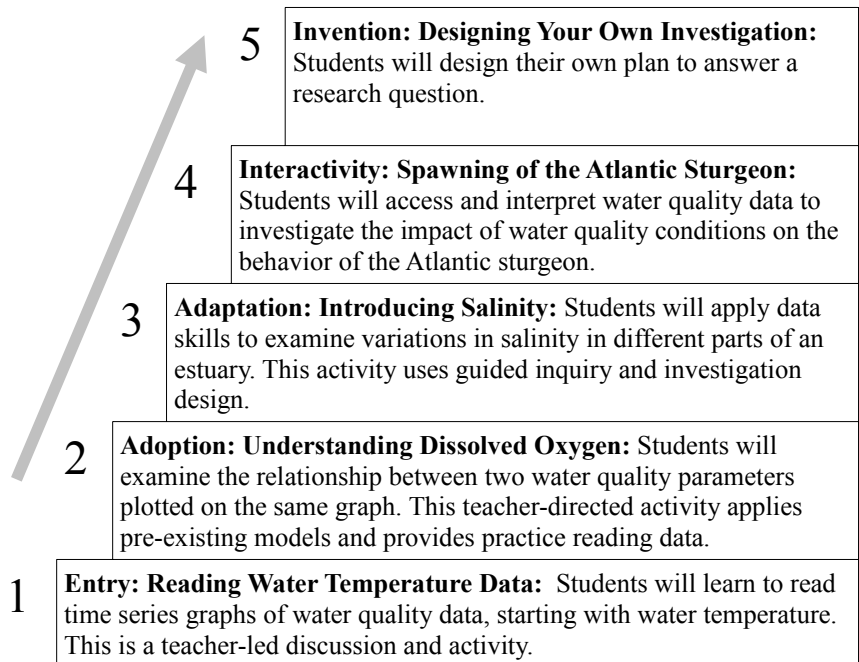 5
Invention: Designing Your Own Investigation:
Students will design their own plan to answer a
research question.
4
Interactivity: Spawning of the Atlantic Sturgeon:
Students will access and interpret water quality data to
investigate the impact of water quality conditions on the
behavior of the Atlantic sturgeon.
3
Adaptation: Introducing Salinity: Students will apply data
skills to examine variations in salinity in different parts of an
estuary. This activity uses guided inquiry and investigation
design.
2
Adoption: Understanding Dissolved Oxygen: Students will
examine the relationship between two water quality parameters
plotted on the same graph. This teacher-directed activity applies
pre-existing models and provides practice reading data.
1
Entry: Reading Water Temperature Data: Students will learn to read
time series graphs of water quality data, starting with water temperature.
This is a teacher-led discussion and activity.